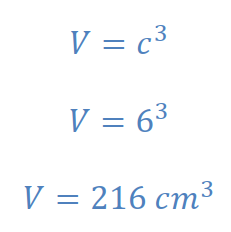 V = c³
V = 6³
V = 216 cm³